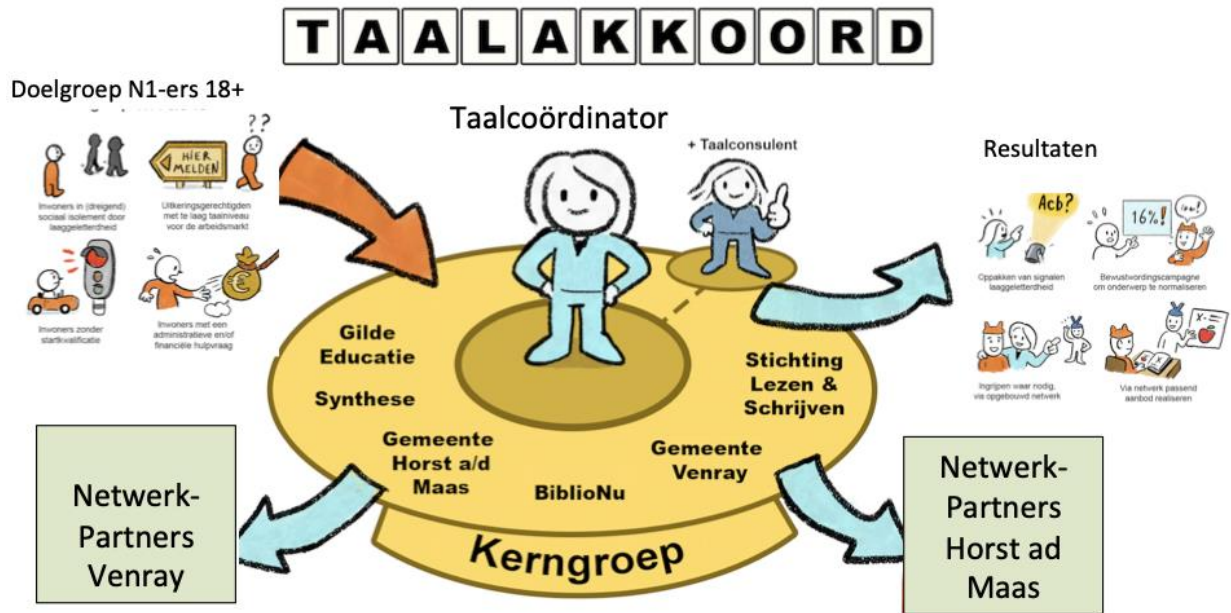 TAALAKKOORD
Doelgroep N1-ers 18+
??
HIER
MELDEN
Inwoners in (dreigend)
sociaal isolement door
laaggeletterdheid
Uitkeringsgerechtigden
met te laag taalniveau
voor de arbeidsmarkt
€
Inwoners zonder
startkwalificatie
Inwoners met een
administratieve en/of
financiële hulpvraag
Taalcoördinator
+ Taalconsulent
Gilde
Educatie
Synthese
Gemeente
Horst a/d
Maas
BiblioNu
Gemeente
Venray
Stichting
Lezen &
Schrijven
Kerngroep
Resultaten
Acb?
16%!
Oppakken van signalen
laaggeletterdheid
Bewustwordingscampagne
om onderwerp te normaliseren
Ingrijpen waar nodig,
via opgebouwd netwerk
Via netwerk passend
aanbod realiseren
Netwerk-
Partners
Venray
Netwerk-
Partners
Horst ad
Maas